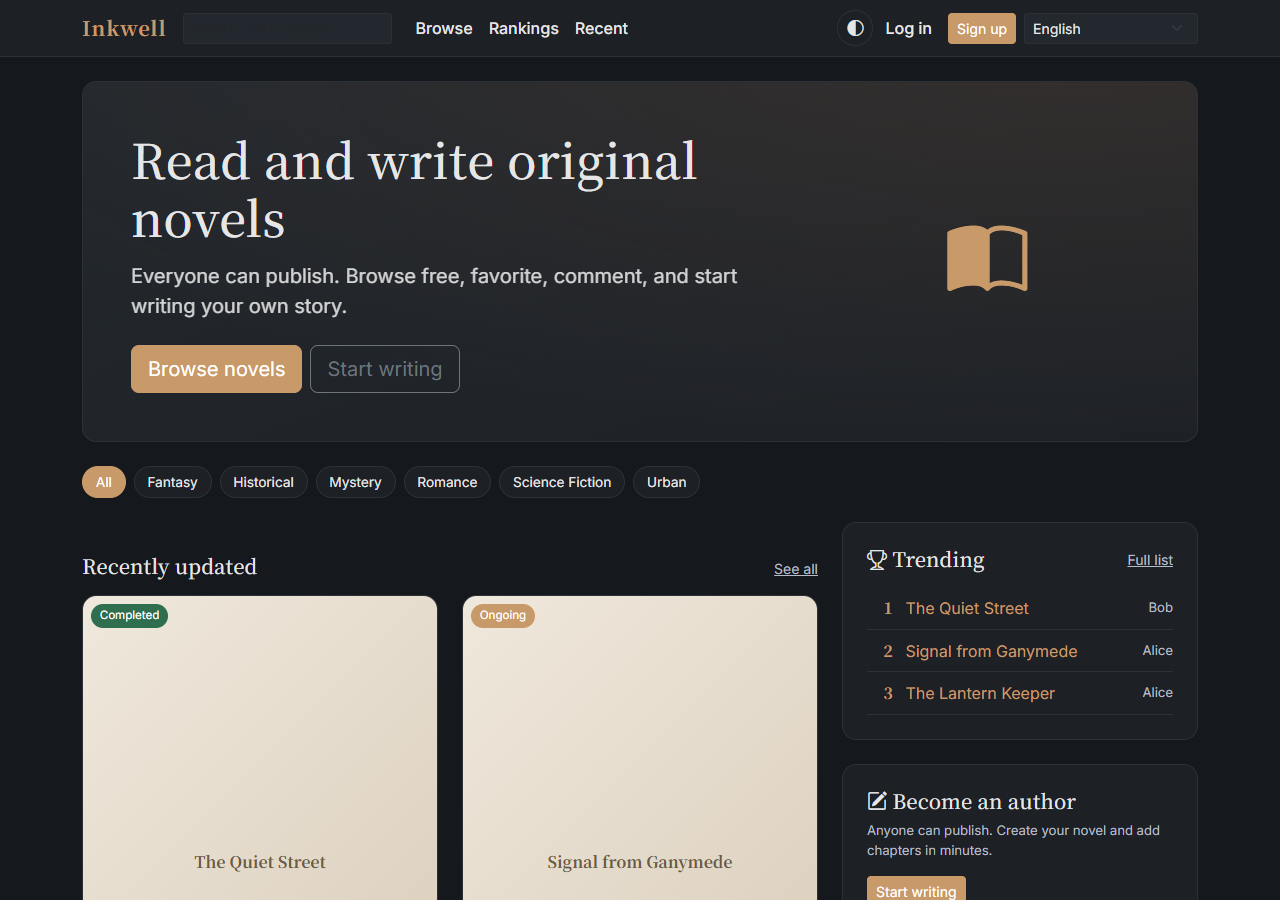 Inkwell
Browse Rankings Recent
Log in Sign up English
Read and write original
novels
Everyone can publish. Browse free, favorite, comment, and start
writing your own story.
Browse novels Start writing
All Fantasy Historical Mystery Romance Science Fiction Urban
Recently updated See all
Completed
The Quiet Street
Ongoing
Signal from Ganymede
Trending Full list
1 The Quiet Street Bob
2 Signal from Ganymede Alice
3 The Lantern Keeper Alice
Become an author
Anyone can publish. Create your novel and add
chapters in minutes.
Start writing